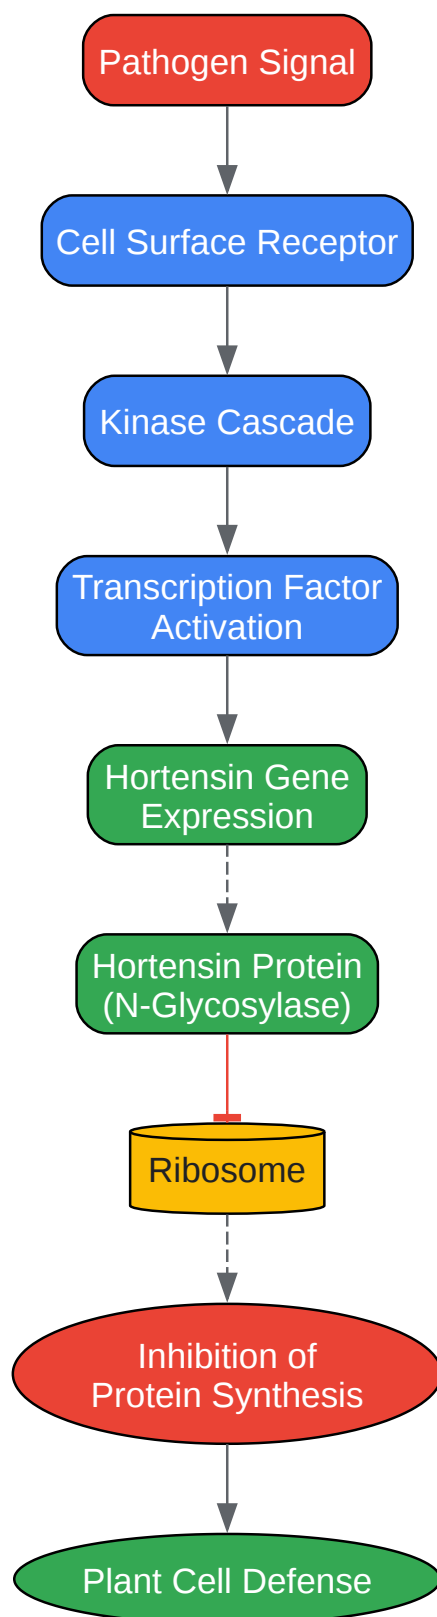 Pathogen Signal
Cell Surface Receptor
Kinase Cascade
Transcription Factor
Activation
Hortensin Gene
Expression
Hortensin Protein
(N-Glycosylase)
Ribosome
Inhibition of
Protein Synthesis
Plant Cell Defense